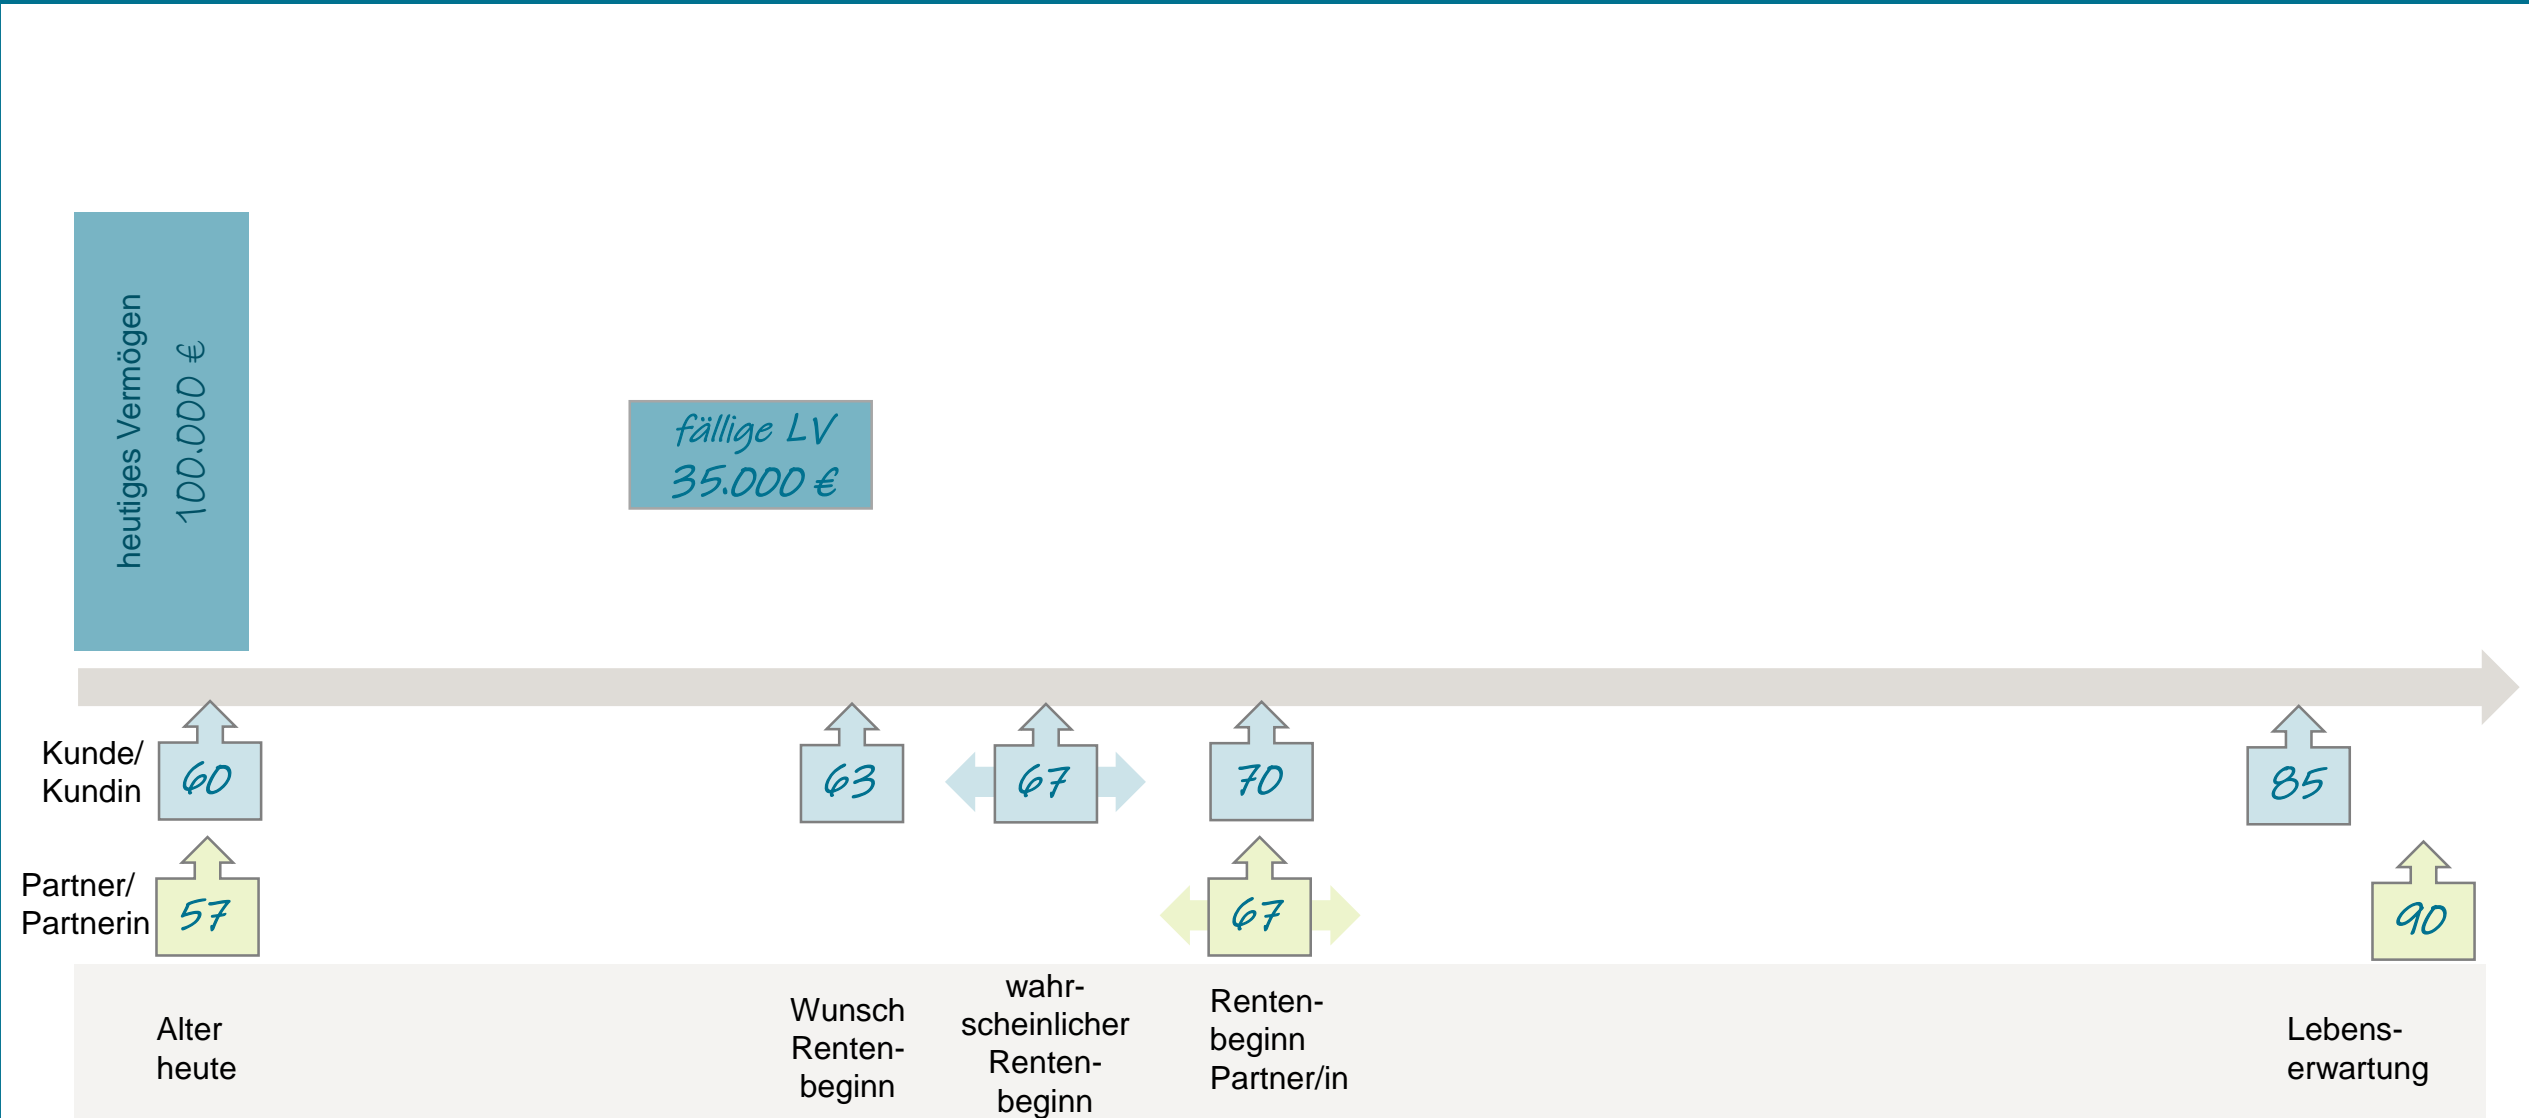 heutiges Vermögen
100.000 €
fällige LV
35.000 €
Kunde/
Kundin
60
63
67
70
85
Partner/
Partnerin
57
67
90
Alter
heute
Wunsch
Renten-
beginn
wahr-
scheinlicher
Renten-
beginn
Renten-
beginn
Partner/in
Lebens-
erwartung